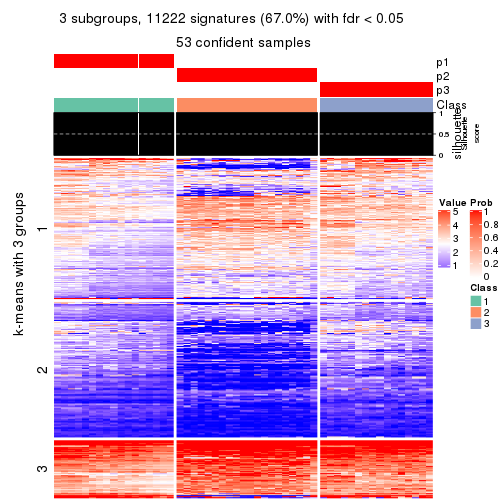 3 subgroups, 11222 signatures (67.0%) with fdr < 0.05
53 confident samples
p1
p2
p3
Class
silhouette
1
0.5
0
Silhouette
score
k-means with 3 groups
1
2
3
Value
5
4
3
2
1
Prob
1
0.8
0.6
0.4
0.2
0
Class
1
2
3